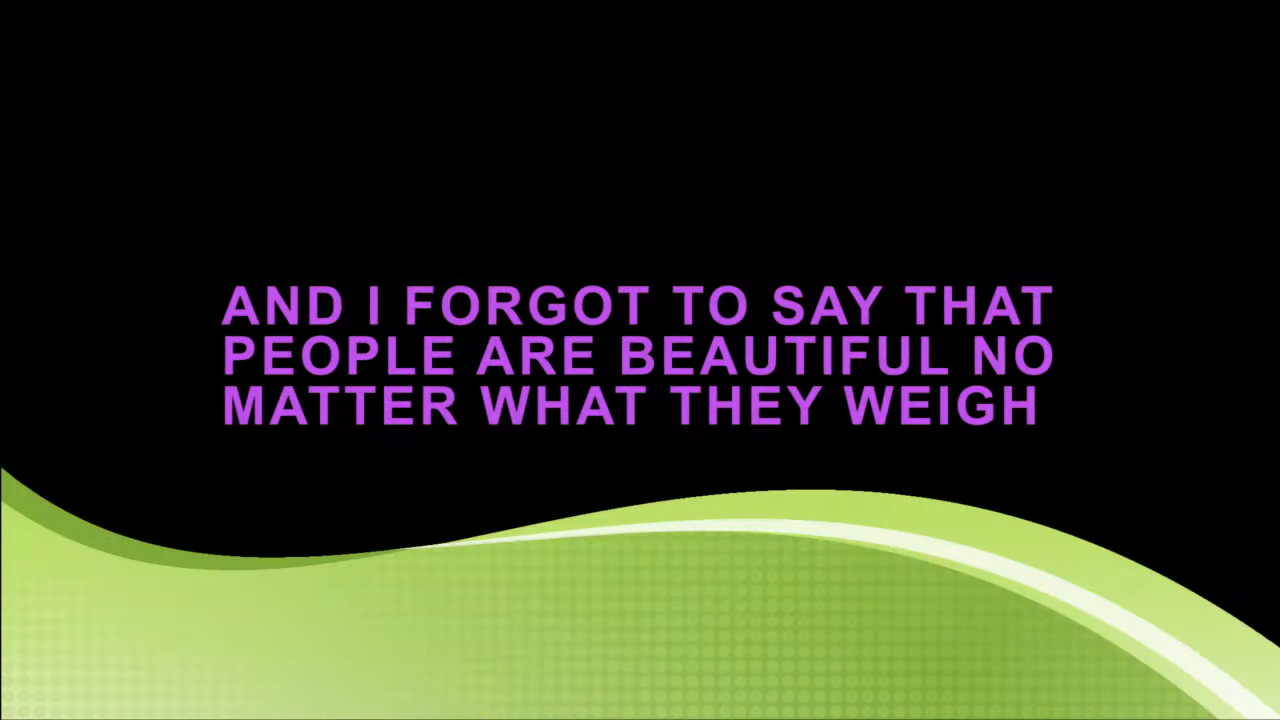 AND I FORGOT TO SAY THAT
PEOPLE ARE BEAUTIFUL NO
MATTER WHAT THEY WEIGH